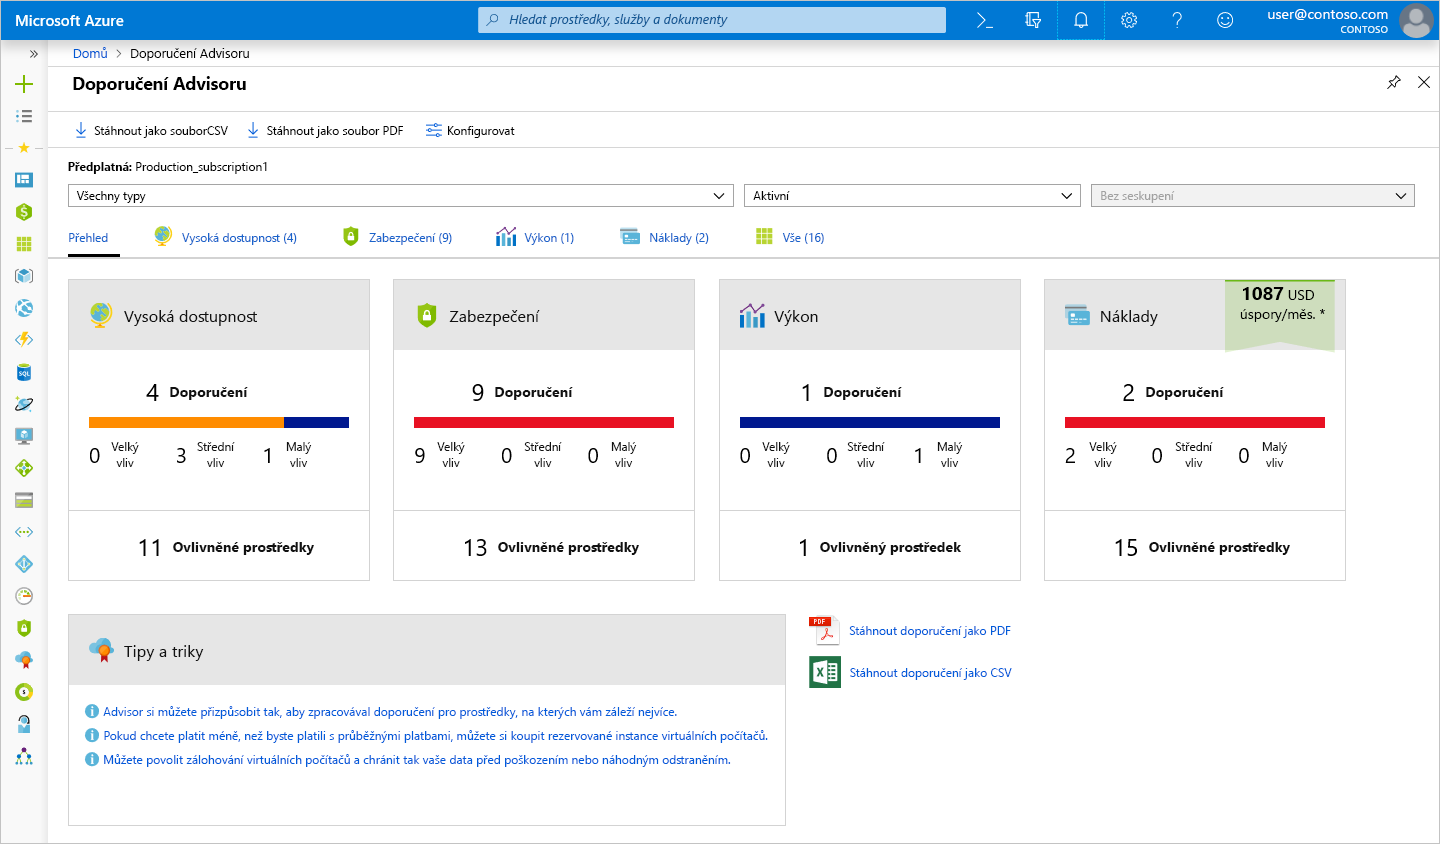 Microsoft Azure
Hledat prostředky, služby a dokumenty
user@contoso.com
CONTOSO
Domů > Doporučení Advisoru
Doporučení Advisoru
Stáhnout jako souborCSV
Stáhnout jako soubor PDF
Konfigurovat
Předplatná: Production_subscription1
Všechny typy
Aktivní
Bez seskupení
Přehled
Vysoká dostupnost (4)
Zabezpečení (9)
Výkon (1)
Náklady (2)
Vše (16)
Vysoká dostupnost
4 Doporučení
0 Velký vliv
3 Střední vliv
1 Malý vliv
11 Ovlivněné prostředky
Zabezpečení
9 Doporučení
9 Velký vliv
0 Střední vliv
0 Malý vliv
13 Ovlivněné prostředky
Výkon
1 Doporučení
0 Velký vliv
0 Střední vliv
1 Malý vliv
1 Ovlivněný prostředek
Náklady
1087 USD
úspory/měs. *
2 Doporučení
2 Velký vliv
0 Střední vliv
0 Malý vliv
15 Ovlivněné prostředky
Tipy a triky
Advisor si můžete přizpůsobit tak, aby zpracovával doporučení pro prostředky, na kterých vám záleží nejvíce.
Pokud chcete platit méně, než byste platili s průběžnými platbami, můžete si koupit rezervované instance virtuálních počítačů.
Můžete povolit zálohování virtuálních počítačů a chránit tak vaše data před poškozením nebo náhodným odstraněním.
PDF
Stáhnout doporučení jako PDF
Stáhnout doporučení jako CSV
SQL